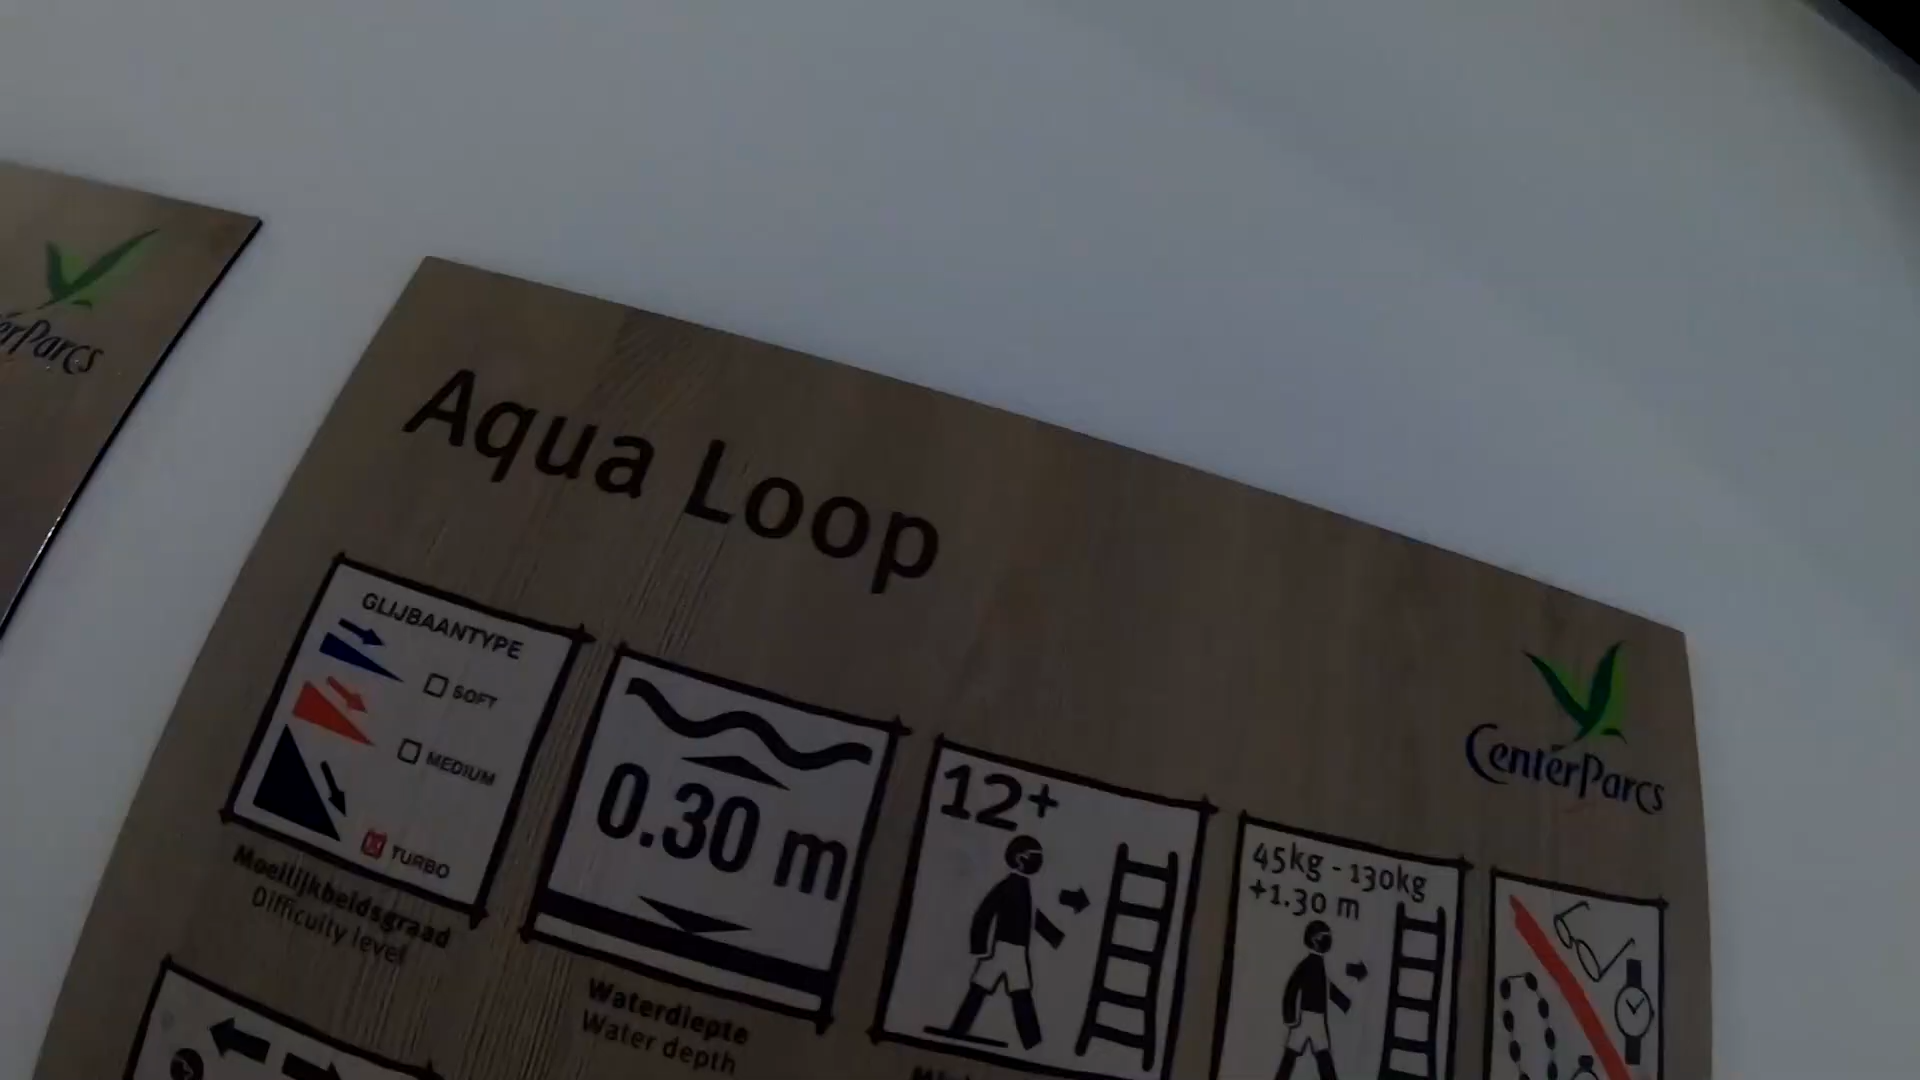 Aqua Loop
CenterParcs
GLIJBAANTYPE
SOFT
MEDIUM
TURBO
Moeilijkheidsgraad
Difficulty level
0.30 m
Waterdiepte
Water depth
12+
45kg - 130kg
+1.30 m